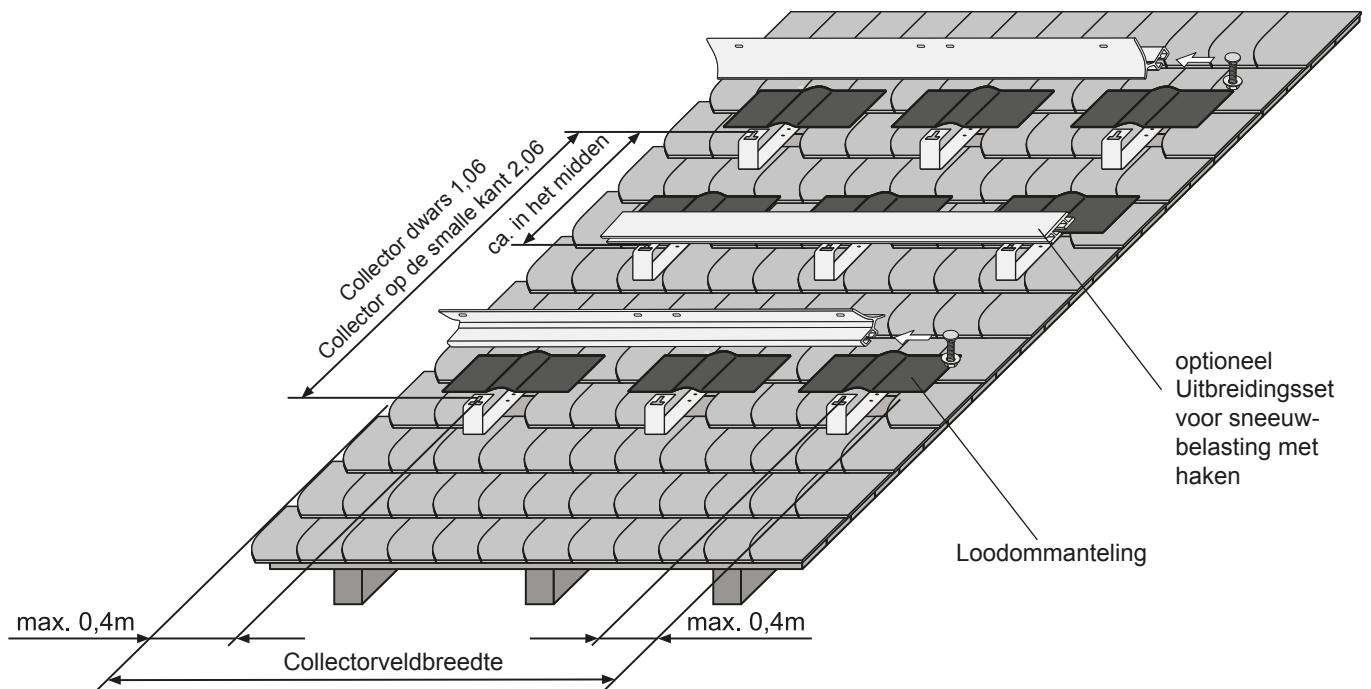 Collector dwars 1,06
Collector op de smalle kant 2,06
ca. in het midden
optioneel
Uitbreidingsset
voor sneeuw-
belasting met
haken
Loodommanteling
max. 0,4m
max. 0,4m
Collectorveldbreedte